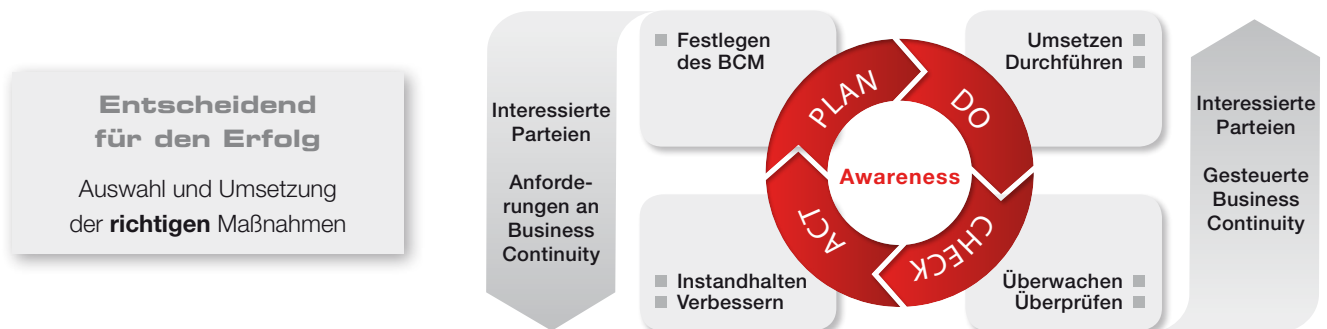 Entscheidend
für den Erfolg
Auswahl und Umsetzung
der richtigen Maßnahmen
Interessierte
Parteien
Anforde-
rungen an
Business
Continuity
Festlegen
des BCM
Umsetzen
Durchführen
PLAN
DO
Awareness
ACT
CHECK
Instandhalten
Verbessern
Überwachen
Überprüfen
Interessierte
Parteien
Gesteuerte
Business
Continuity